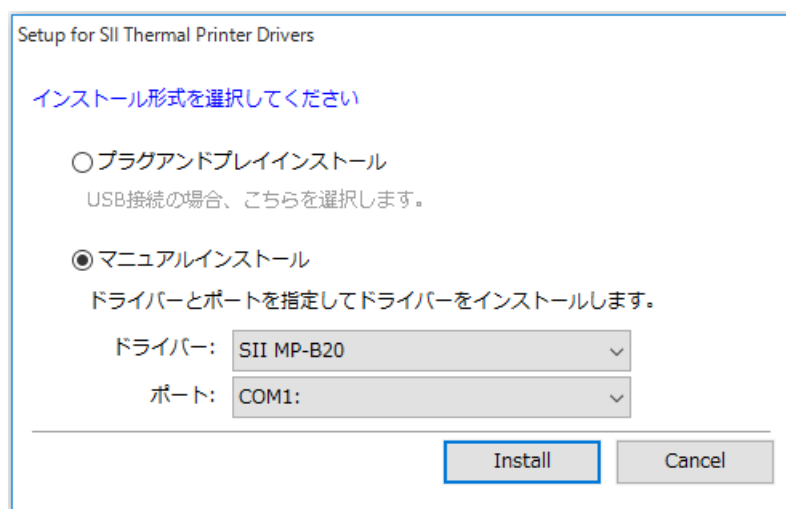 Setup for SII Thermal Printer Drivers
インストール形式を選択してください
プラグアンドプレイインストール
USB接続の場合、こちらを選択します。
マニュアルインストール
ドライバーとポートを指定してドライバーをインストールします。
ドライバー: SII MP-B20
ポート: COM1:
Install Cancel